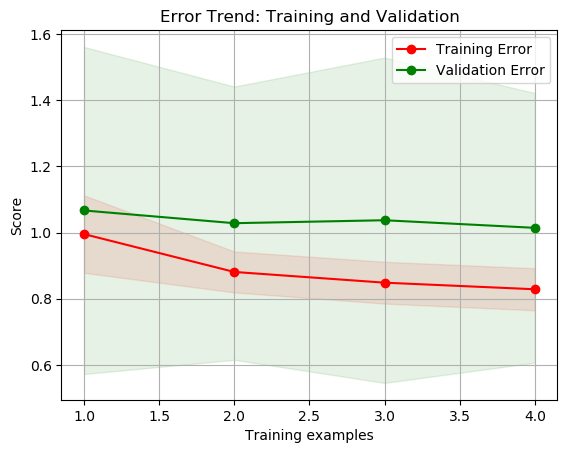 Error Trend: Training and Validation
Training Error
Validation Error
Score
1.6
1.4
1.2
1.0
0.8
0.6
1.0 1.5 2.0 2.5 3.0 3.5 4.0
Training examples